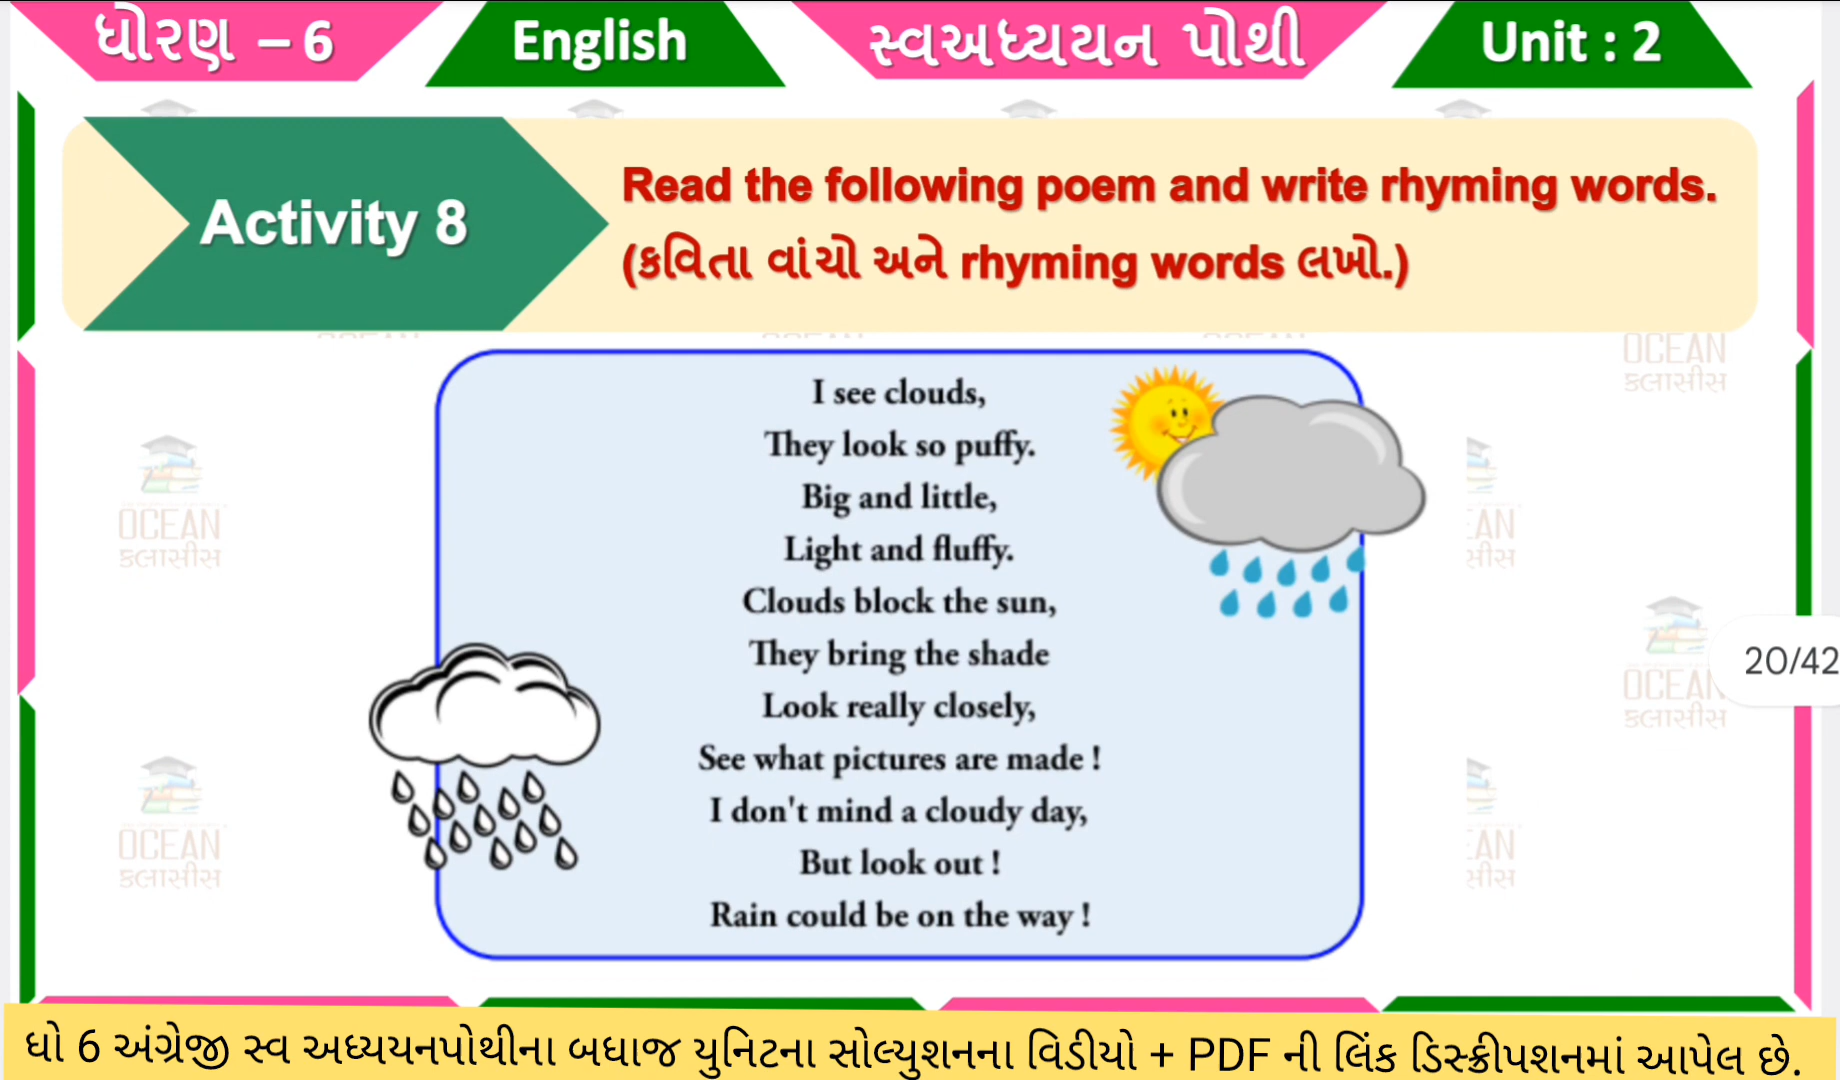 ધોરણ – 6
English
સ્વઅધ્યયન પોથી
Unit : 2
Activity 8
Read the following poem and write rhyming words.
(કવિતા વાંચો અને rhyming words લખો.)
I see clouds,
They look so puffy.
Big and little,
Light and fluffy.
Clouds block the sun,
They bring the shade
Look really closely,
See what pictures are made !
I don't mind a cloudy day,
But look out !
Rain could be on the way !
OCEAN
ક્લાસીસ
OCEAN
ક્લાસીસ
20/42
OCEAN
ક્લાસીસ
OCEAN
ક્લાસીસ
ધો 6 અંગ્રેજી સ્વ અધ્યયનપોથીના બધાજ યુનિટના સોલ્યુશનના વિડીયો + PDF ની લિંક ડિસ્ક્રીપશનમાં આપેલ છે.